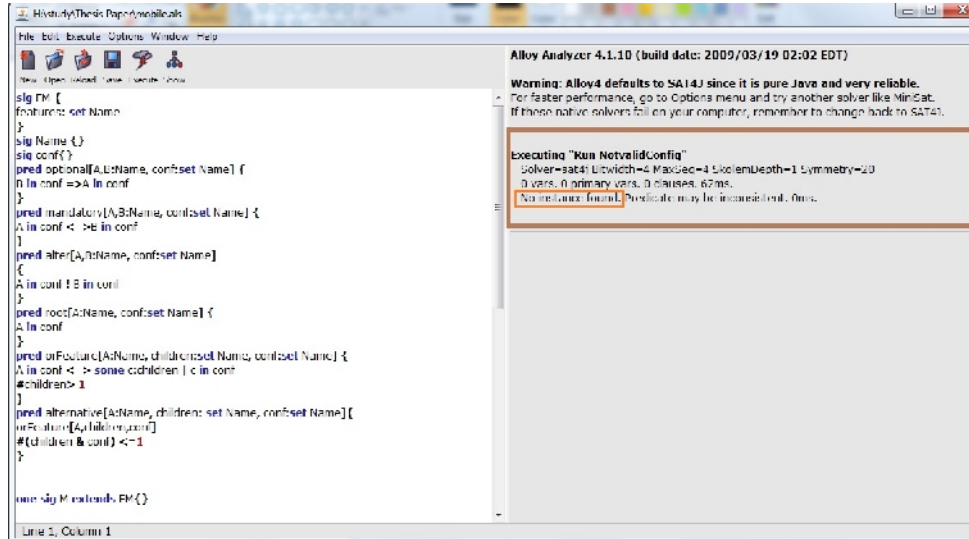 H:\study\Thesis Paper\mobile.als
File Edit Execute Options Window Help
New Open Reload Save Execute Show
sig FM {
features: set Name
}
sig Name {}
sig conf{}
pred optional[A,B:Name, conf:set Name] {
B in conf =>A in conf
}
pred mandatory[A,B:Name, conf:set Name] {
A in conf < >B in conf
}
pred alter[A,B:Name, conf:set Name]
{
A in conf ! B in conf
}
pred root[A:Name, conf:set Name] {
A in conf
}
pred orFeature[A:Name, children:set Name, conf:set Name] {
A in conf < > some c:children | c in conf
#children> 1
}
pred alternative[A:Name, children: set Name, conf:set Name]{
orFeature[A,children,conf]
#(children & conf) <=1
}
one sig M extends FM{}
Line 1, Column 1
Alloy Analyzer 4.1.10 (build date: 2009/03/19 02:02 EDT)
Warning: Alloy4 defaults to SAT4J since it is pure Java and very reliable.
For faster performance, go to Options menu and try another solver like MiniSat.
If these native solvers fail on your computer, remember to change back to SAT4J.
Executing "Run NotvalidConfig"
Solver=sat4j Bitwidth=4 MaxSeq=4 SkolemDepth=1 Symmetry=20
0 vars. 0 primary vars. 0 clauses. 62ms.
No instance found. Predicate may be inconsistent. 0ms.